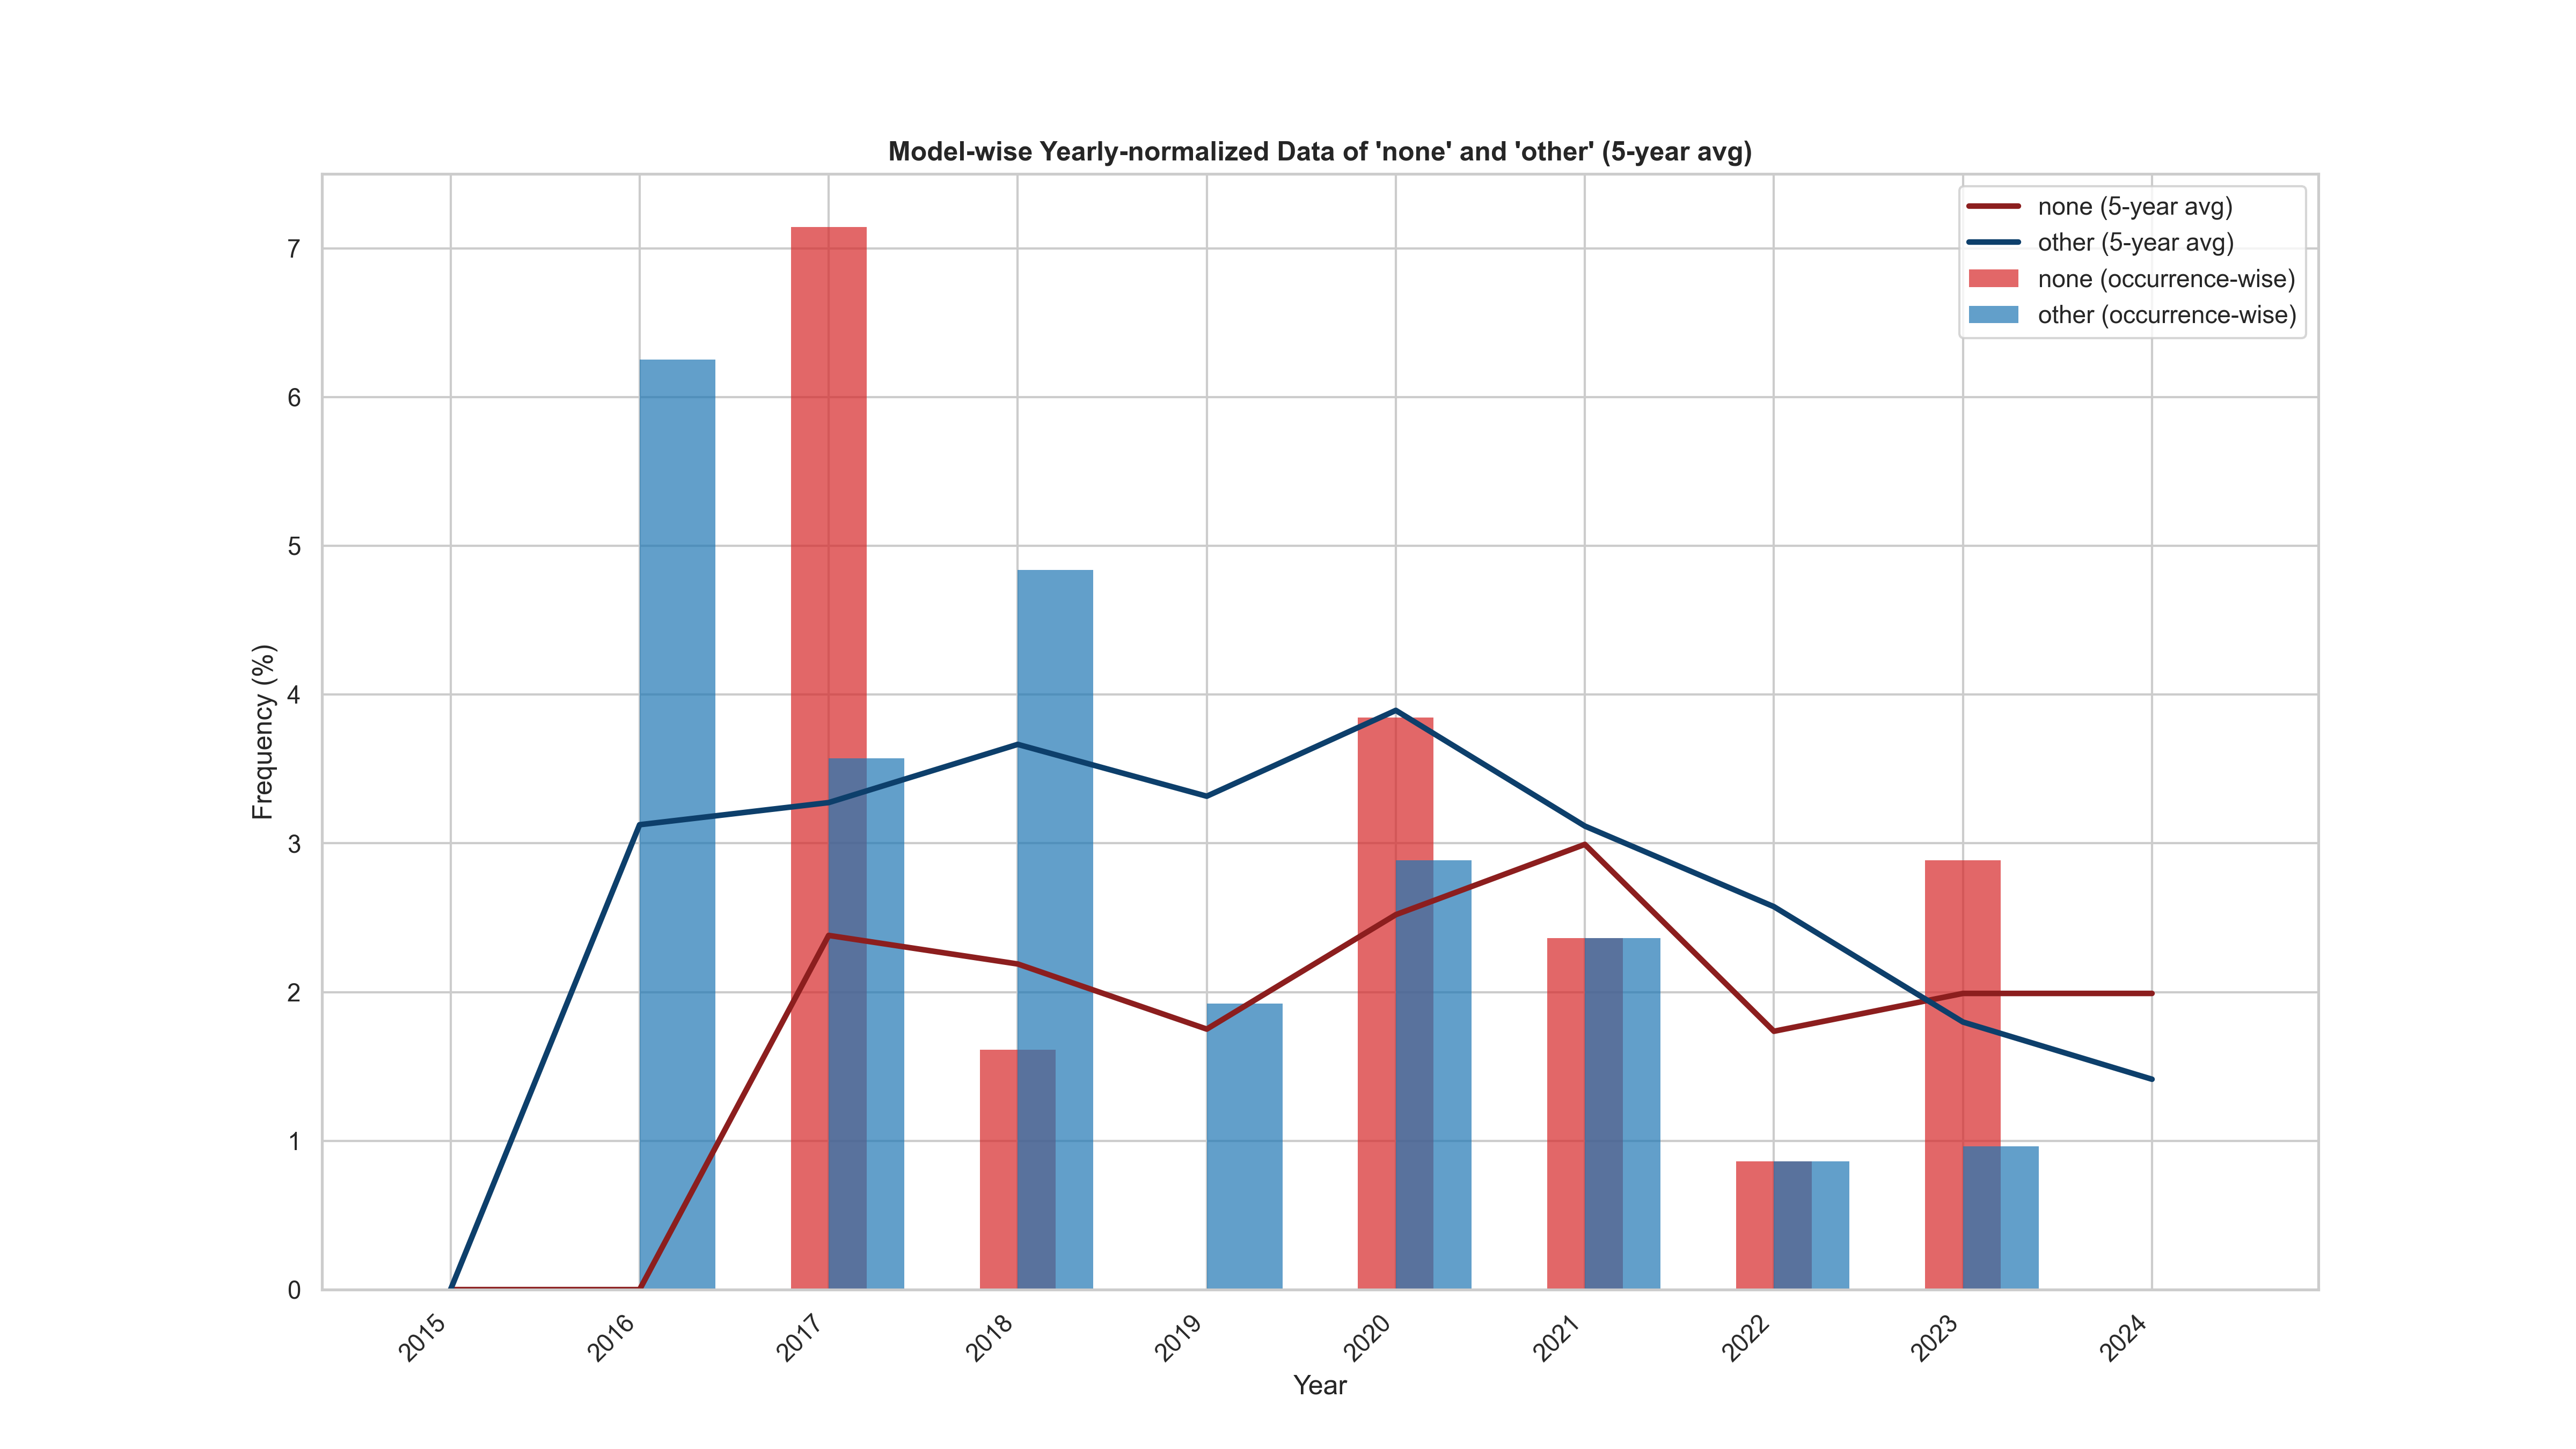 Model-wise Yearly-normalized Data of 'none' and 'other' (5-year avg)
none (5-year avg)
other (5-year avg)
none (occurrence-wise)
other (occurrence-wise)
Frequency (%)
7
6
5
4
3
2
1
0
2015
2016
2017
2018
2019
2020
2021
2022
2023
2024
Year